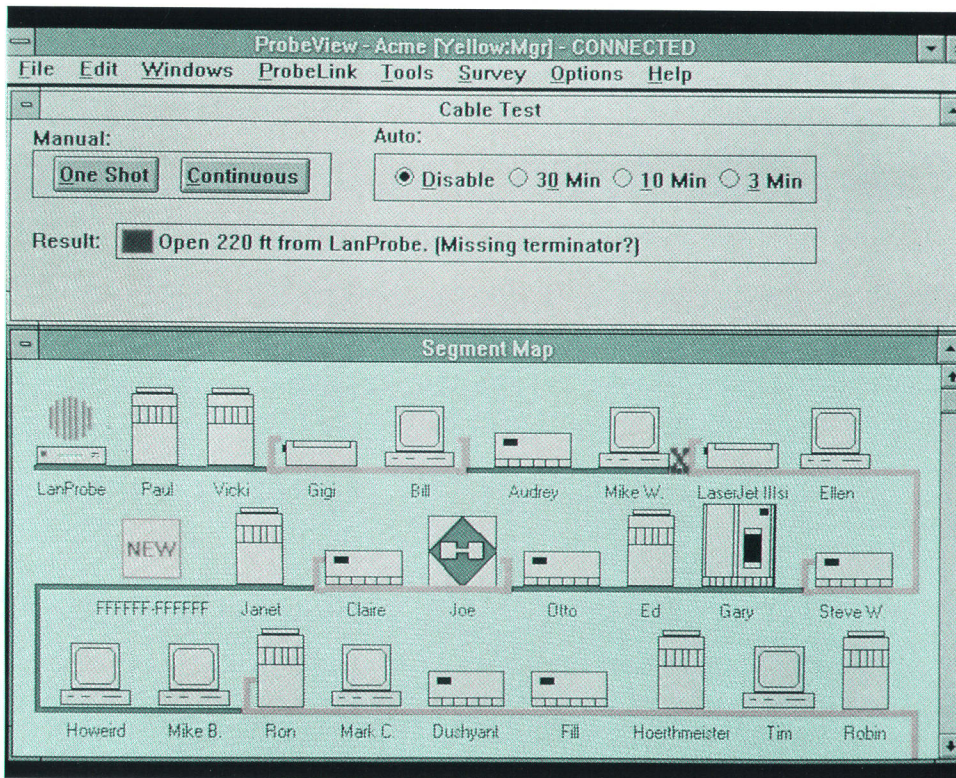 ProbeView - Acme [Yellow:Mgr] - CONNECTED
File Edit Windows ProbeLink Tools Survey Options Help
Cable Test
Manual:
Auto:
One Shot Continuous
Disable 30 Min 10 Min 3 Min
Result: Open 220 ft from LanProbe. (Missing terminator?)
Segment Map
LanProbe Paul Vicki Gigi Bill Audrey Mike W. LaserJet IIIsi Ellen
NEW
FFFFFF-FFFFFF Janet Claire Joe Otto Ed Gary Steve W.
Howeird Mike B. Ron Mark C. Dushyant Fill Hoerthmeister Tim Robin